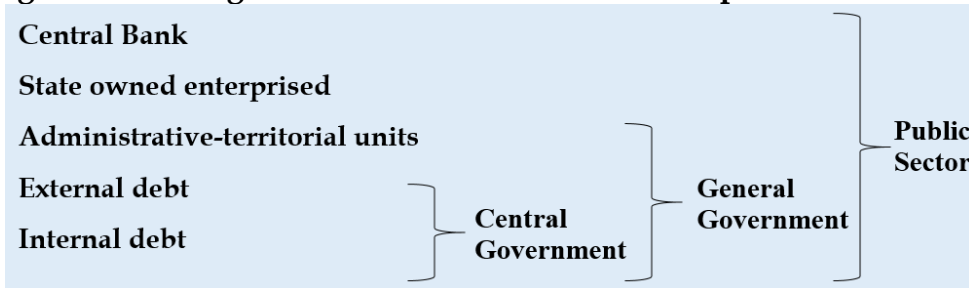 Central Bank
State owned enterprised
Administrative-territorial units
External debt
Internal debt
Central
Government
General
Government
Public
Sector